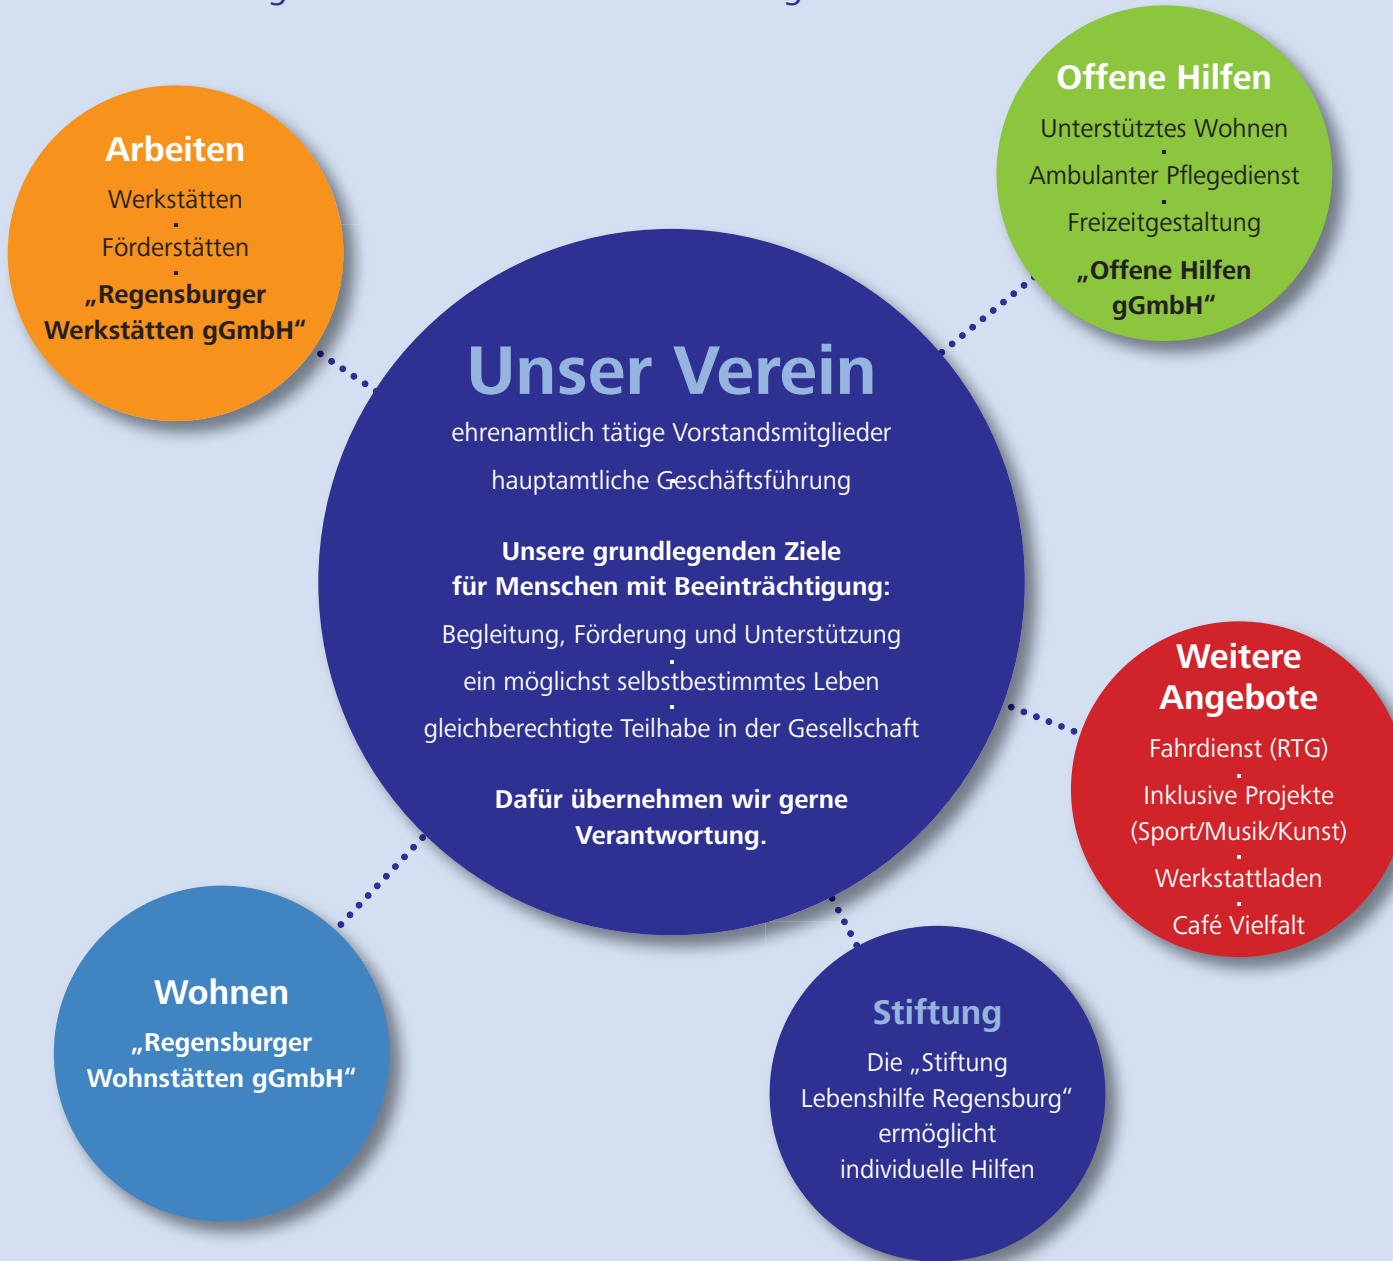 Arbeiten
Werkstätten
Förderstätten
„Regensburger
Werkstätten gGmbH“
Offene Hilfen
Unterstütztes Wohnen
Ambulanter Pflegedienst
Freizeitgestaltung
„Offene Hilfen
gGmbH“
Unser Verein
ehrenamtlich tätige Vorstandsmitglieder
hauptamtliche Geschäftsführung
Unsere grundlegenden Ziele
für Menschen mit Beeinträchtigung:
Begleitung, Förderung und Unterstützung
ein möglichst selbstbestimmtes Leben
gleichberechtigte Teilhabe in der Gesellschaft
Dafür übernehmen wir gerne
Verantwortung.
Weitere
Angebote
Fahrdienst (RTG)
Inklusive Projekte
(Sport/Musik/Kunst)
Werkstattladen
Café Vielfalt
Wohnen
„Regensburger
Wohnstätten gGmbH“
Stiftung
Die „Stiftung
Lebenshilfe Regensburg“
ermöglicht
individuelle Hilfen